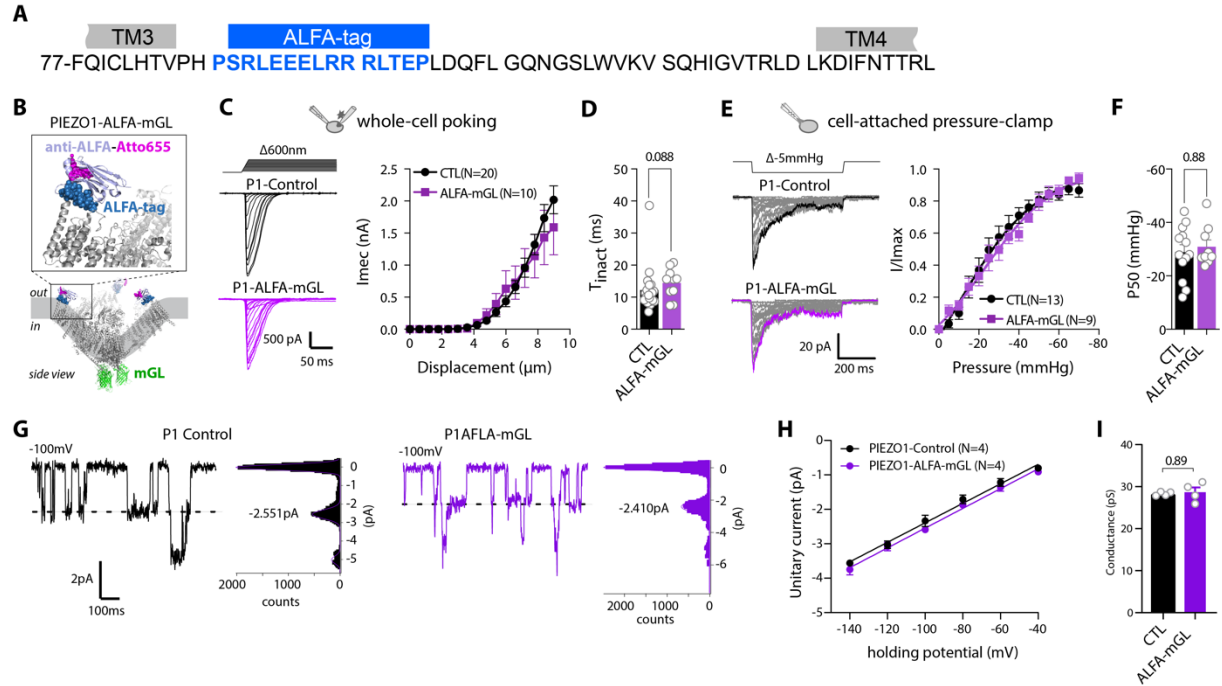 A
TM3
ALFA-tag
TM4
77-FQICLHTVPH PSRLEEELRR RLTEPLDQFL GQNGSLWVKV SQHIGVTRLD LKDIFNTTRL
B
PIEZO1-ALFA-mGL
anti-ALFA-Atto655
ALFA-tag
out
in
side view
mGL
C
whole-cell poking
Δ600nm
P1-Control
P1-ALFA-mGL
500 pA
50 ms
Imec (nA)
2.5
2.0
1.5
1.0
0.5
0.0
CTL(N=20)
ALFA-mGL (N=10)
0 2 4 6 8 10
Displacement (μm)
D
Tinact (ms)
60
50
40
30
20
10
0
0.088
CTL
ALFA-mGL
E
cell-attached pressure-clamp
Δ-5mmHg
P1-Control
P1-ALFA-mGL
20 pA
200 ms
I/Imax
1.0
0.8
0.6
0.4
0.2
0.0
CTL(N=13)
ALFA-mGL (N=9)
0 -20 -40 -60 -80
Pressure (mmHg)
F
P50 (mmHg)
-60
-40
-20
0
0.88
CTL
ALFA-mGL
G
P1 Control
-100mV
-2.551pA
0
-1
-2
-3
-4
-5
(pA)
2pA
100ms
2000 1000 0
counts
P1AFLA-mGL
-100mV
-2.410pA
0
-2
-4
-6
(pA)
2000 1000 0
counts
H
Unitary current (pA)
0
-1
-2
-3
-4
-5
PIEZO1-Control (N=4)
PIEZO1-ALFA-mGL (N=4)
-140 -120 -100 -80 -60 -40
holding potential (mV)
I
Conductance (pS)
40
30
20
10
0
0.89
CTL
ALFA-mGL